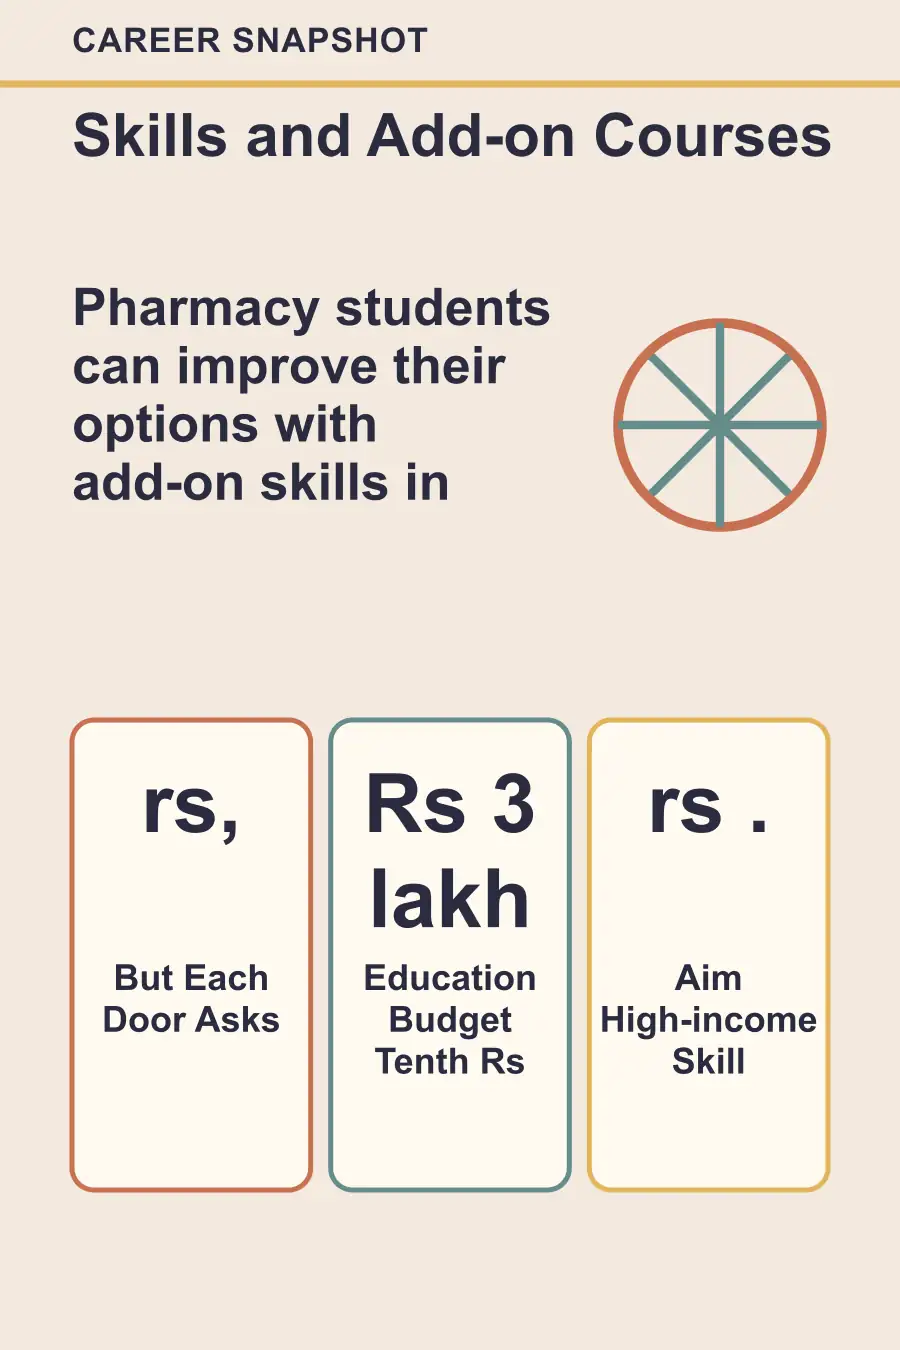 CAREER SNAPSHOT
Skills and Add-on Courses
Pharmacy students
can improve their
options with
add-on skills in
rs,
But Each
Door Asks
Rs 3
lakh
Education
Budget
Tenth Rs
rs .
Aim
High-income
Skill